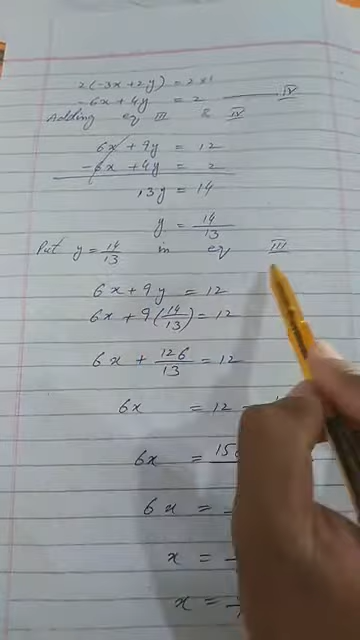 2(-3x+2y) = 2×1
-6x+4y = 2 —— IV
Adding eq III & IV
6x + 9y = 12
-6x + 4y = 2
13y = 14
y = 14/13
Put y = 14/13 in eq III
6x + 9y = 12
6x + 9(14/13) = 12
6x + 126/13 = 12
6x = 12 -
6x =
6x =
x =
x =